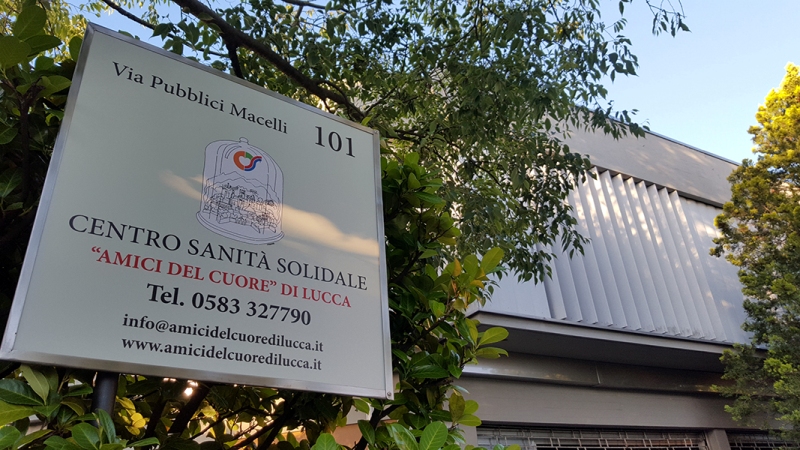 Via Pubblici Macelli 101
CENTRO SANITÀ SOLIDALE
“AMICI DEL CUORE” DI LUCCA
Tel. 0583 327790
info@amicidelcuoredilucca.it
www.amicidelcuoredilucca.it